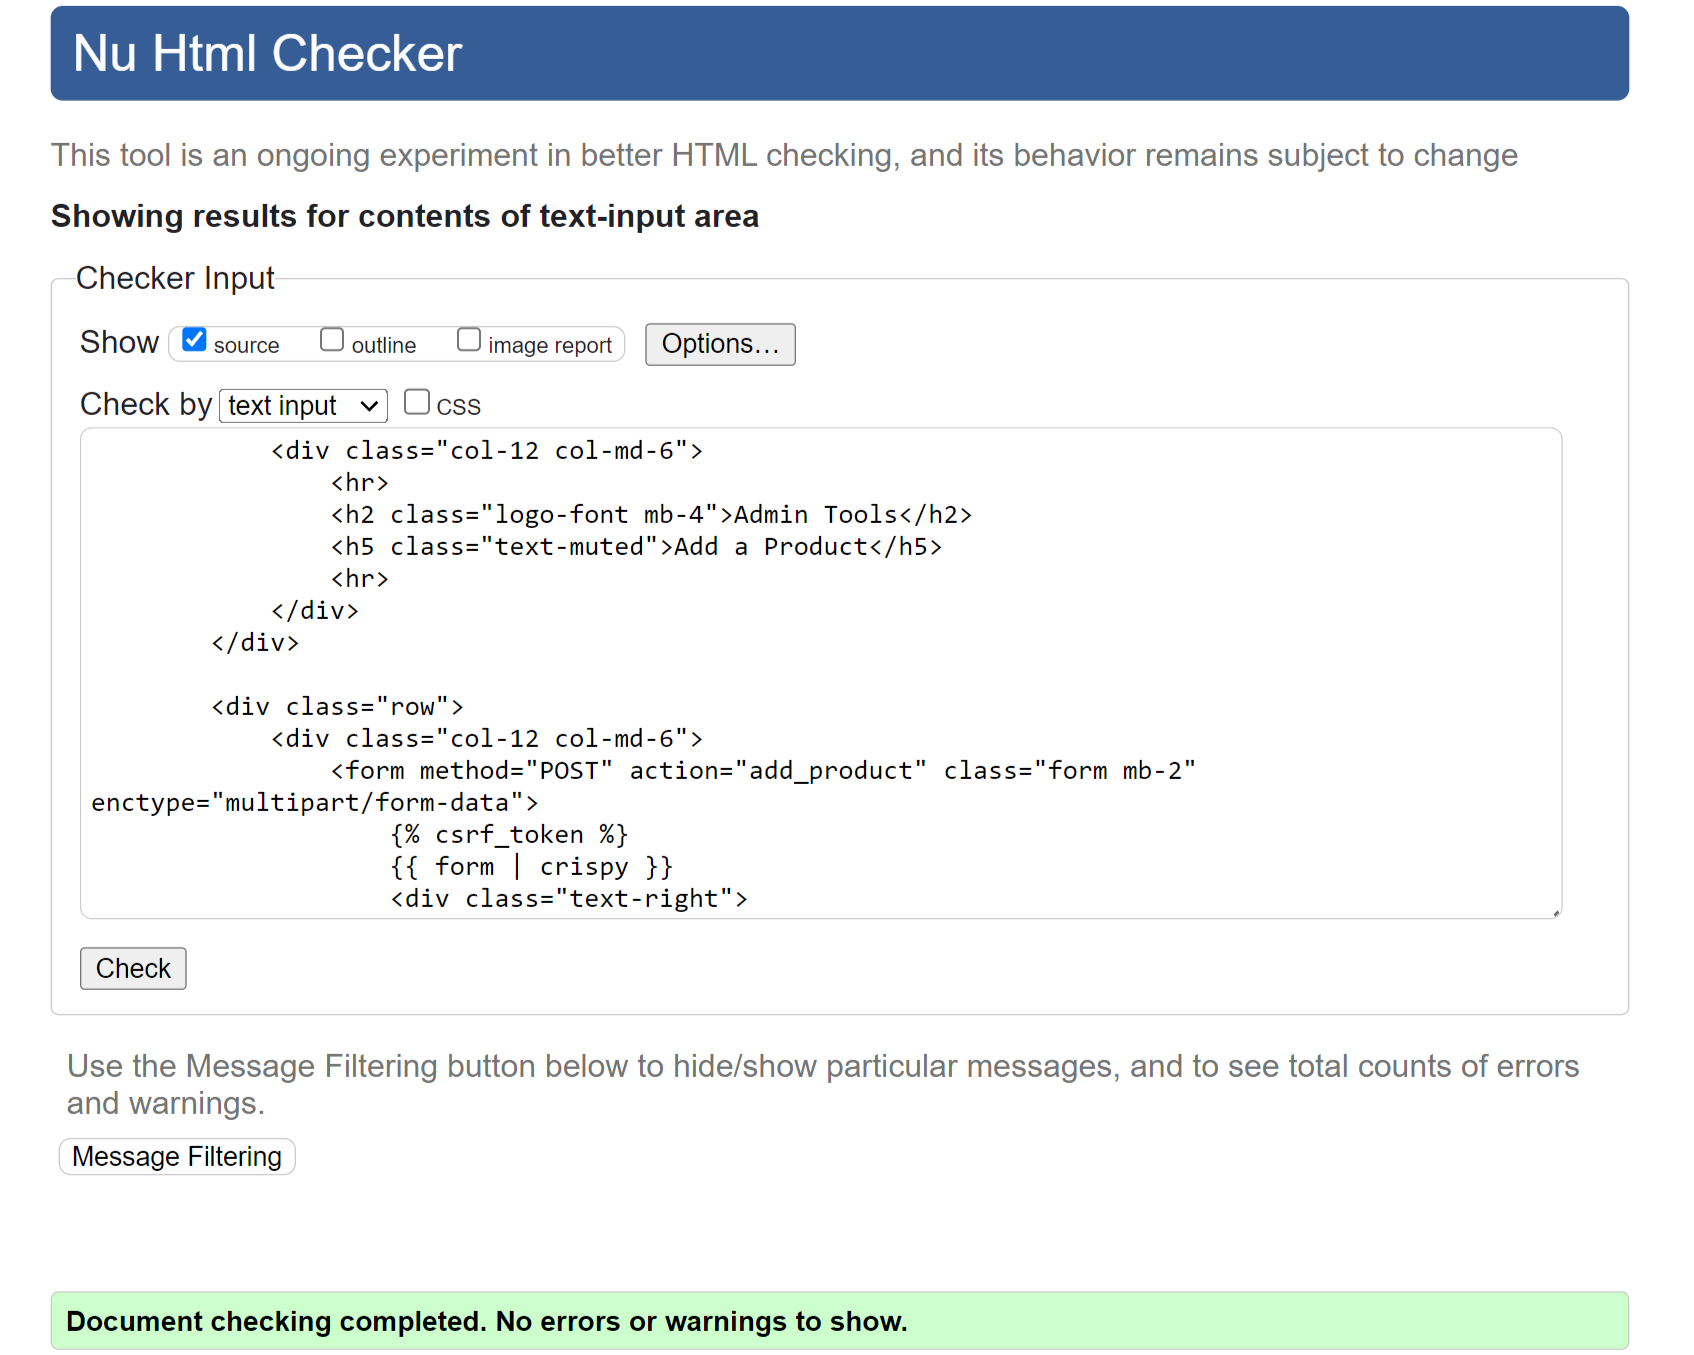 Nu Html Checker
This tool is an ongoing experiment in better HTML checking, and its behavior remains subject to change
Showing results for contents of text-input area
Checker Input
Show source outline image report Options...
Check by text input CSS
<div class="col-12 col-md-6">
<hr>
<h2 class="logo-font mb-4">Admin Tools</h2>
<h5 class="text-muted">Add a Product</h5>
<hr>
</div>
</div>
<div class="row">
<div class="col-12 col-md-6">
<form method="POST" action="add_product" class="form mb-2"
enctype="multipart/form-data">
{% csrf_token %}
{{ form | crispy }}
<div class="text-right">
Check
Use the Message Filtering button below to hide/show particular messages, and to see total counts of errors
and warnings.
Message Filtering
Document checking completed. No errors or warnings to show.